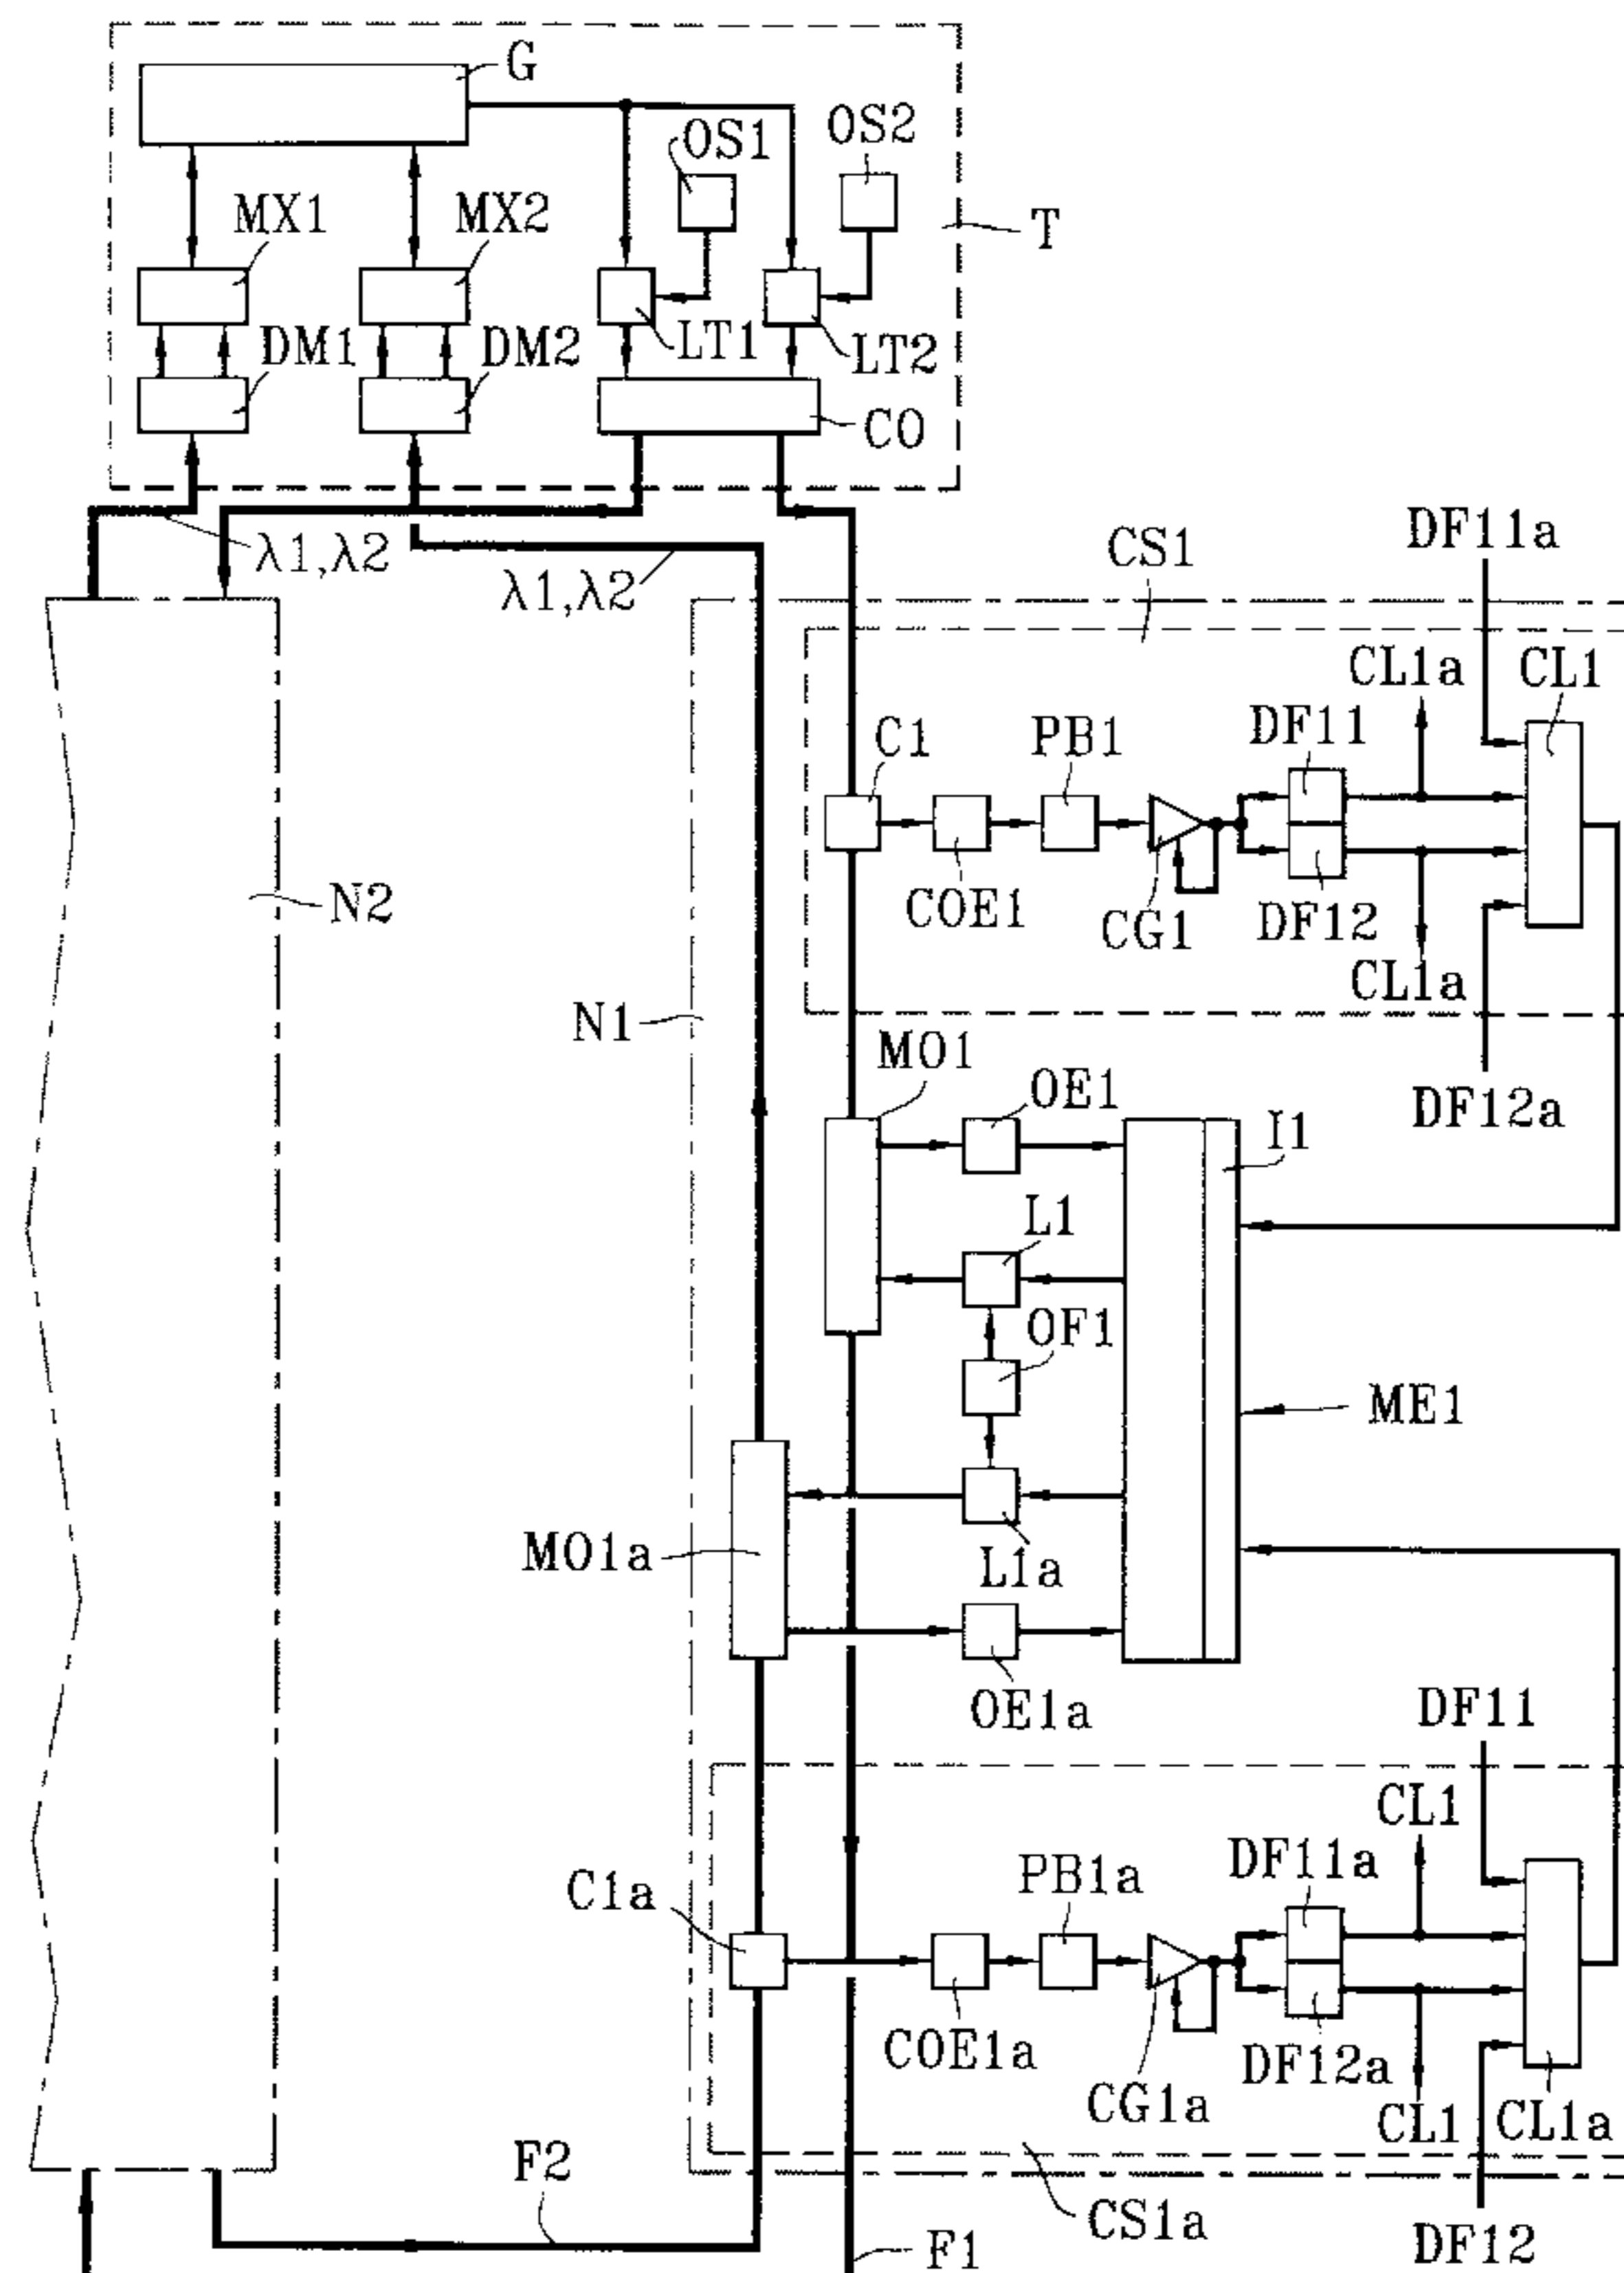 G
OS1
OS2
MX1
MX2
T
DM1
DM2
LT1
LT2
CO
λ1,λ2
λ1,λ2
CS1
DF11a
CL1a
CL1
C1
PB1
DF11
N2
COE1
CG1
DF12
CL1a
N1
MO1
OE1
DF12a
I1
L1
OF1
ME1
MO1a
L1a
OE1a
DF11
CL1
C1a
PB1a
DF11a
COE1a
DF12a
CG1a
CL1
CL1a
F2
CS1a
F1
DF12